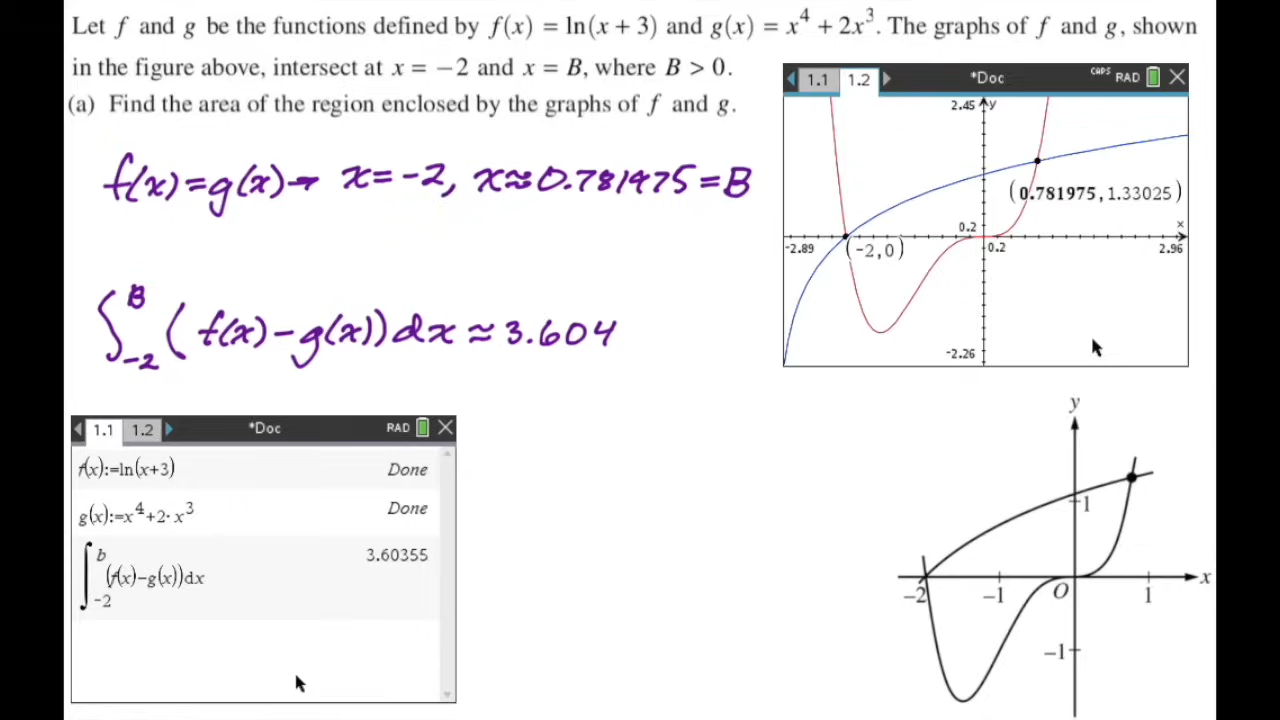 Let f and g be the functions defined by f(x) = ln(x + 3) and g(x) = x⁴ + 2x³. The graphs of f and g, shown
in the figure above, intersect at x = −2 and x = B, where B > 0.
(a) Find the area of the region enclosed by the graphs of f and g.
f(x)=g(x)→ x=-2, x≈0.781975=B
∫₋₂ᴮ (f(x)-g(x))dx≈3.604
1.1 1.2 *Doc CAPS RAD
2.45 y
(0.781975,1.33025)
0.2 x
-2.89 (-2,0) 0.2 2.96
-2.26
1.1 1.2 *Doc RAD
f(x):=ln(x+3) Done
g(x):=x⁴+2·x³ Done
b 3.60355
∫ (f(x)-g(x))dx
-2
y
1
−2 −1 O 1 x
−1